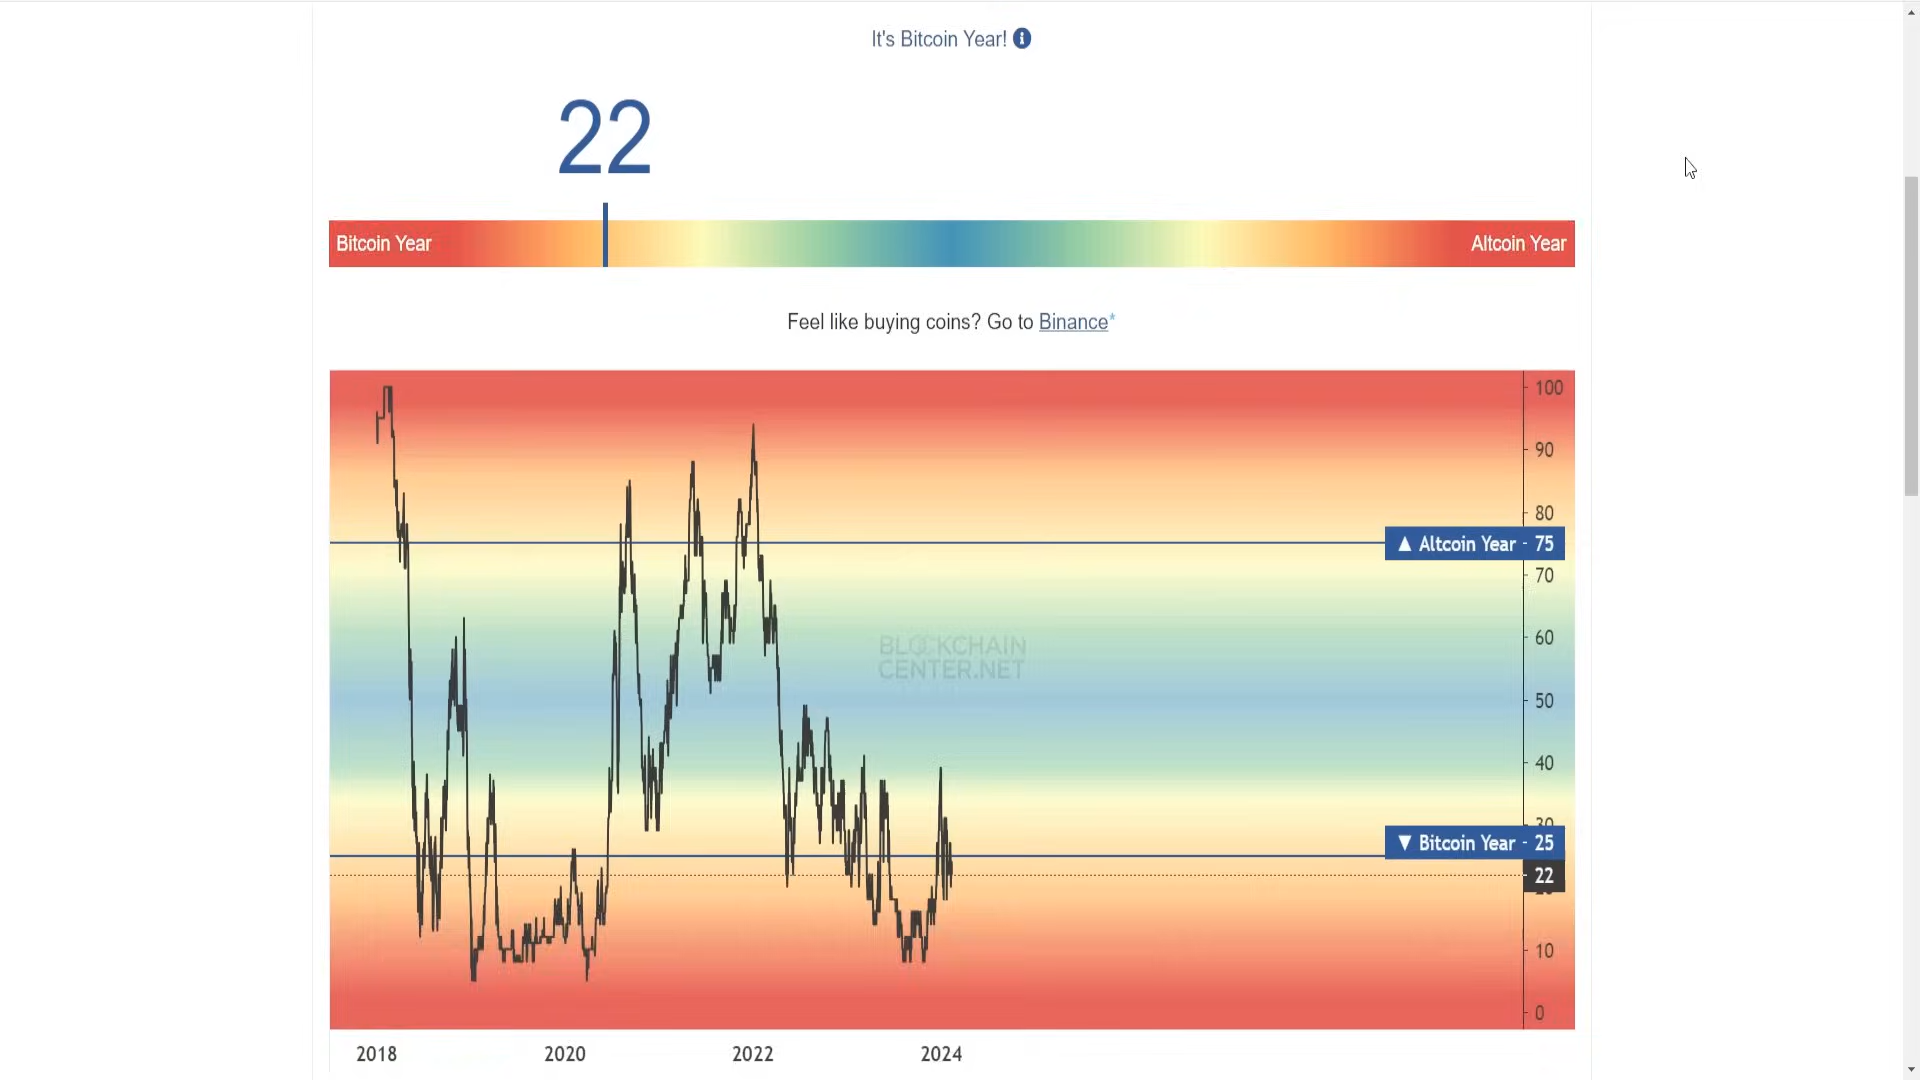 It's Bitcoin Year!
22
Bitcoin Year
Altcoin Year
Feel like buying coins? Go to Binance*
100
90
80
▲ Altcoin Year - 75
70
60
BLOCKCHAIN
CENTER.NET
50
40
30
▼ Bitcoin Year - 25
22
10
0
2018 2020 2022 2024